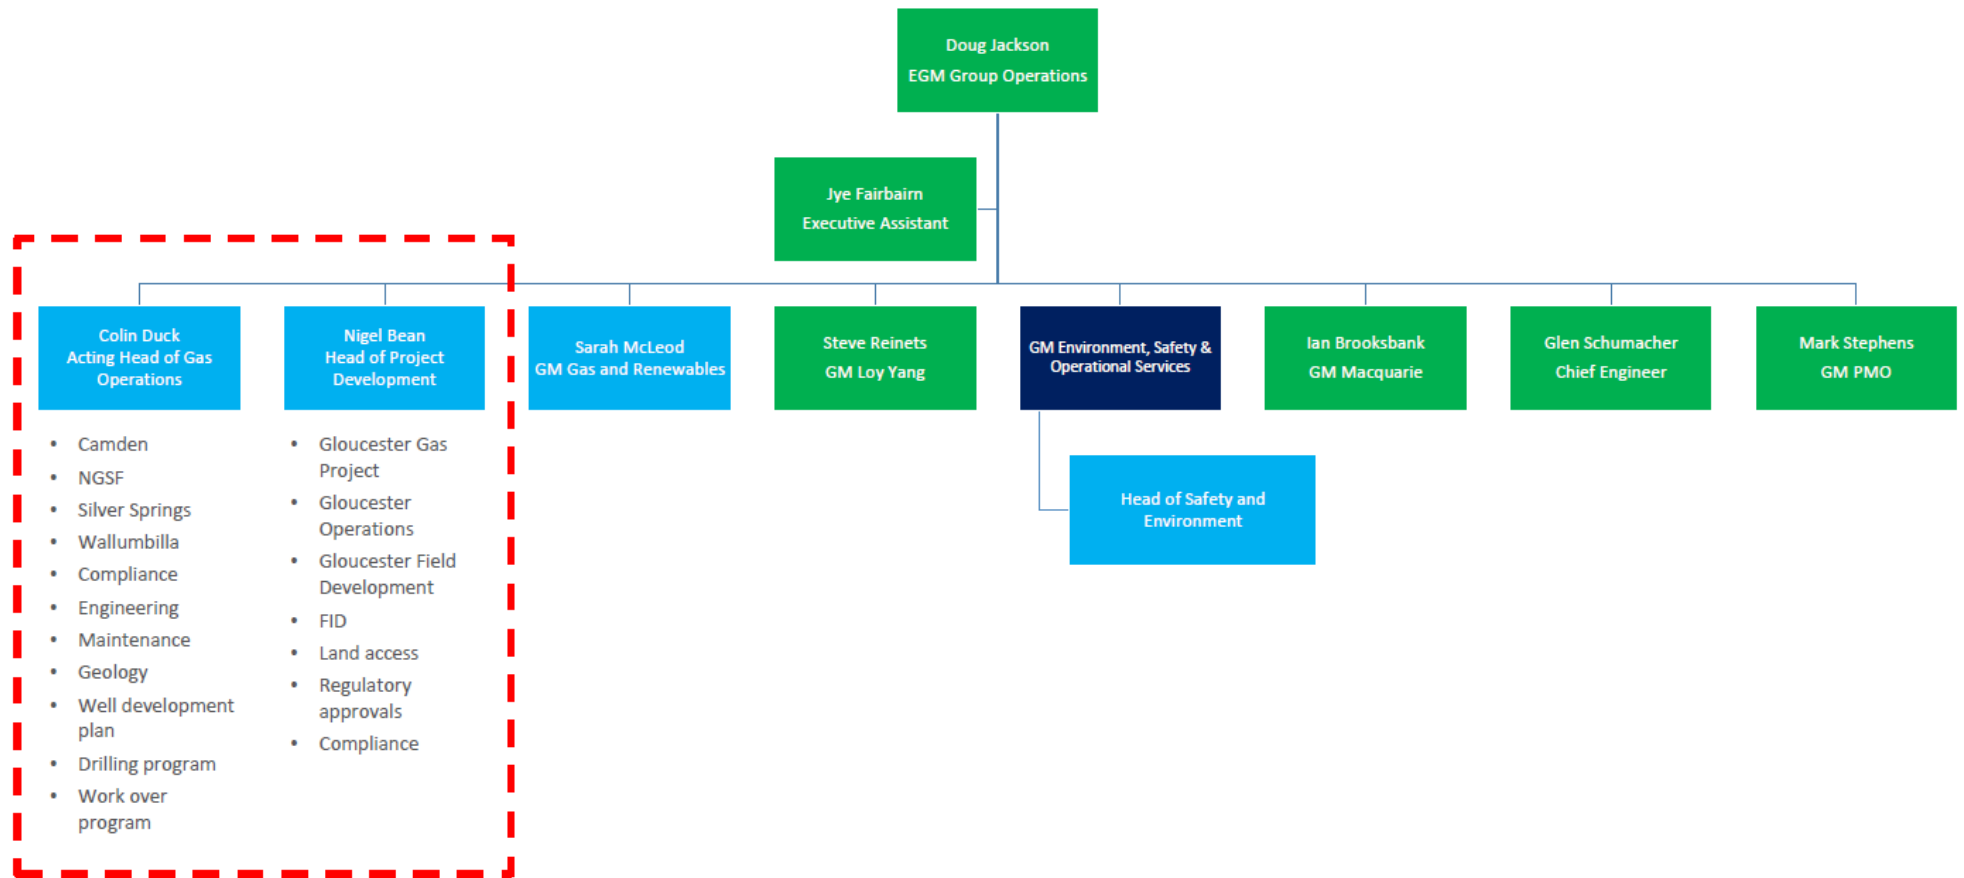 Doug Jackson
EGM Group Operations
Jye Fairbairn
Executive Assistant
Colin Duck
Acting Head of Gas
Operations
Nigel Bean
Head of Project
Development
Sarah McLeod
GM Gas and Renewables
Steve Reinets
GM Loy Yang
GM Environment, Safety &
Operational Services
Ian Brooksbank
GM Macquarie
Glen Schumacher
Chief Engineer
Mark Stephens
GM PMO
Head of Safety and
Environment
• Camden
• NGSF
• Silver Springs
• Wallumbilla
• Compliance
• Engineering
• Maintenance
• Geology
• Well development
plan
• Drilling program
• Work over
program
• Gloucester Gas
Project
• Gloucester
Operations
• Gloucester Field
Development
• FID
• Land access
• Regulatory
approvals
• Compliance